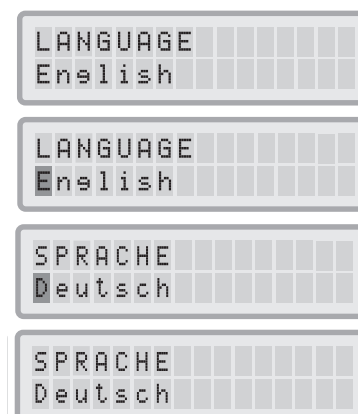 LANGUAGE
English
LANGUAGE
English
SPRACHE
Deutsch
SPRACHE
Deutsch